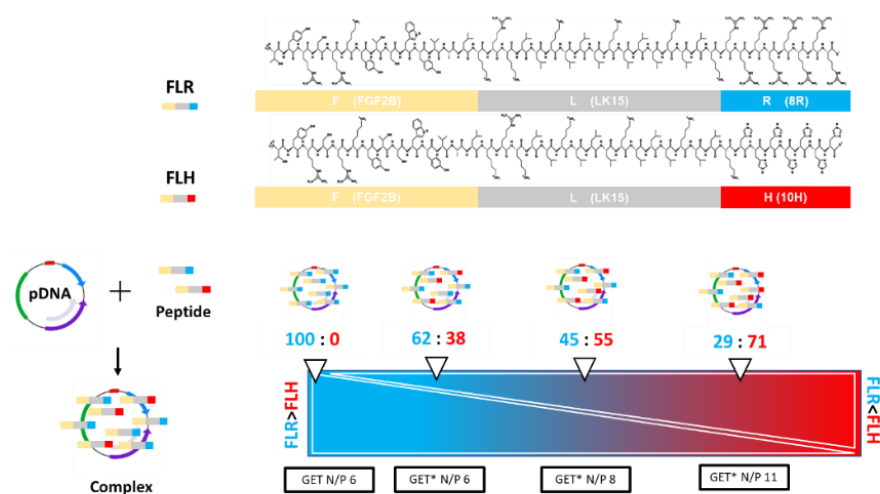 FLR
F (FGF2B)
L (LK15)
R (8R)
FLH
F (FGF2B)
L (LK15)
H (10H)
pDNA
+
Peptide
Complex
100 : 0
62 : 38
45 : 55
29 : 71
FLR>FLH
FLR<FLH
GET N/P 6
GET* N/P 6
GET* N/P 8
GET* N/P 11